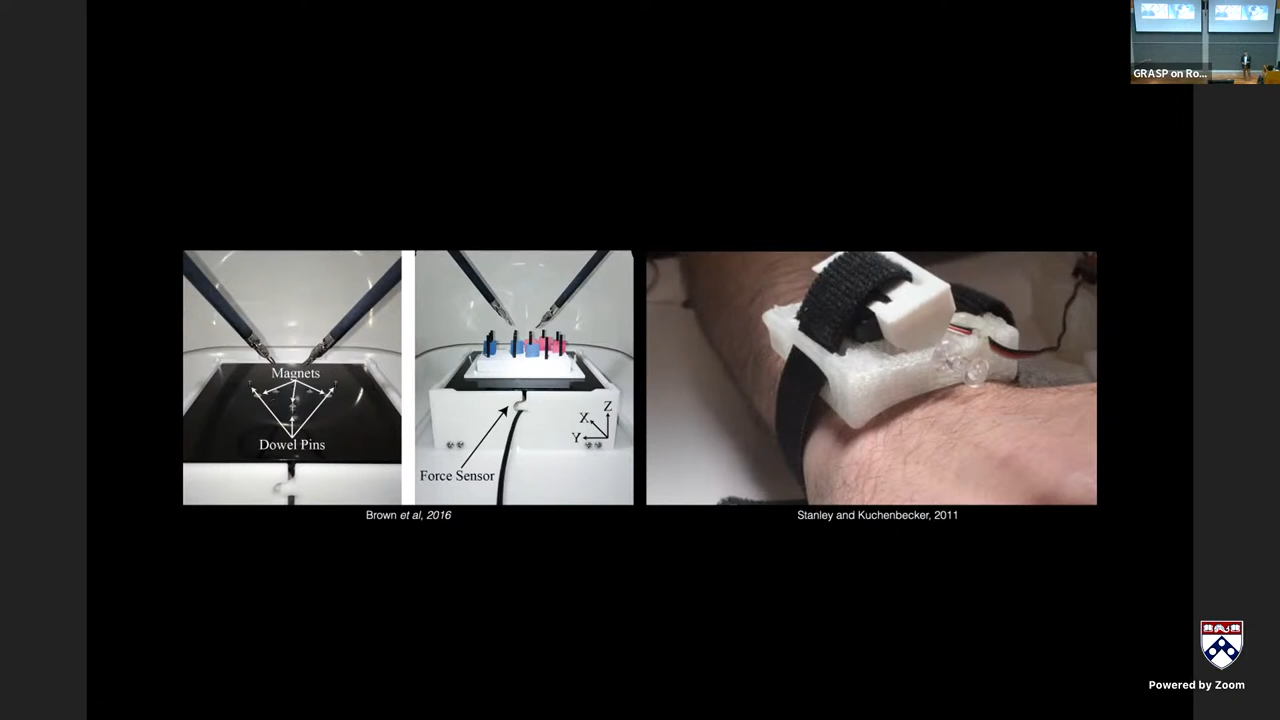 GRASP on Ro...
Magnets
Dowel Pins
Force Sensor
X
Z
Y
Brown et al, 2016
Stanley and Kuchenbecker, 2011
Powered by Zoom